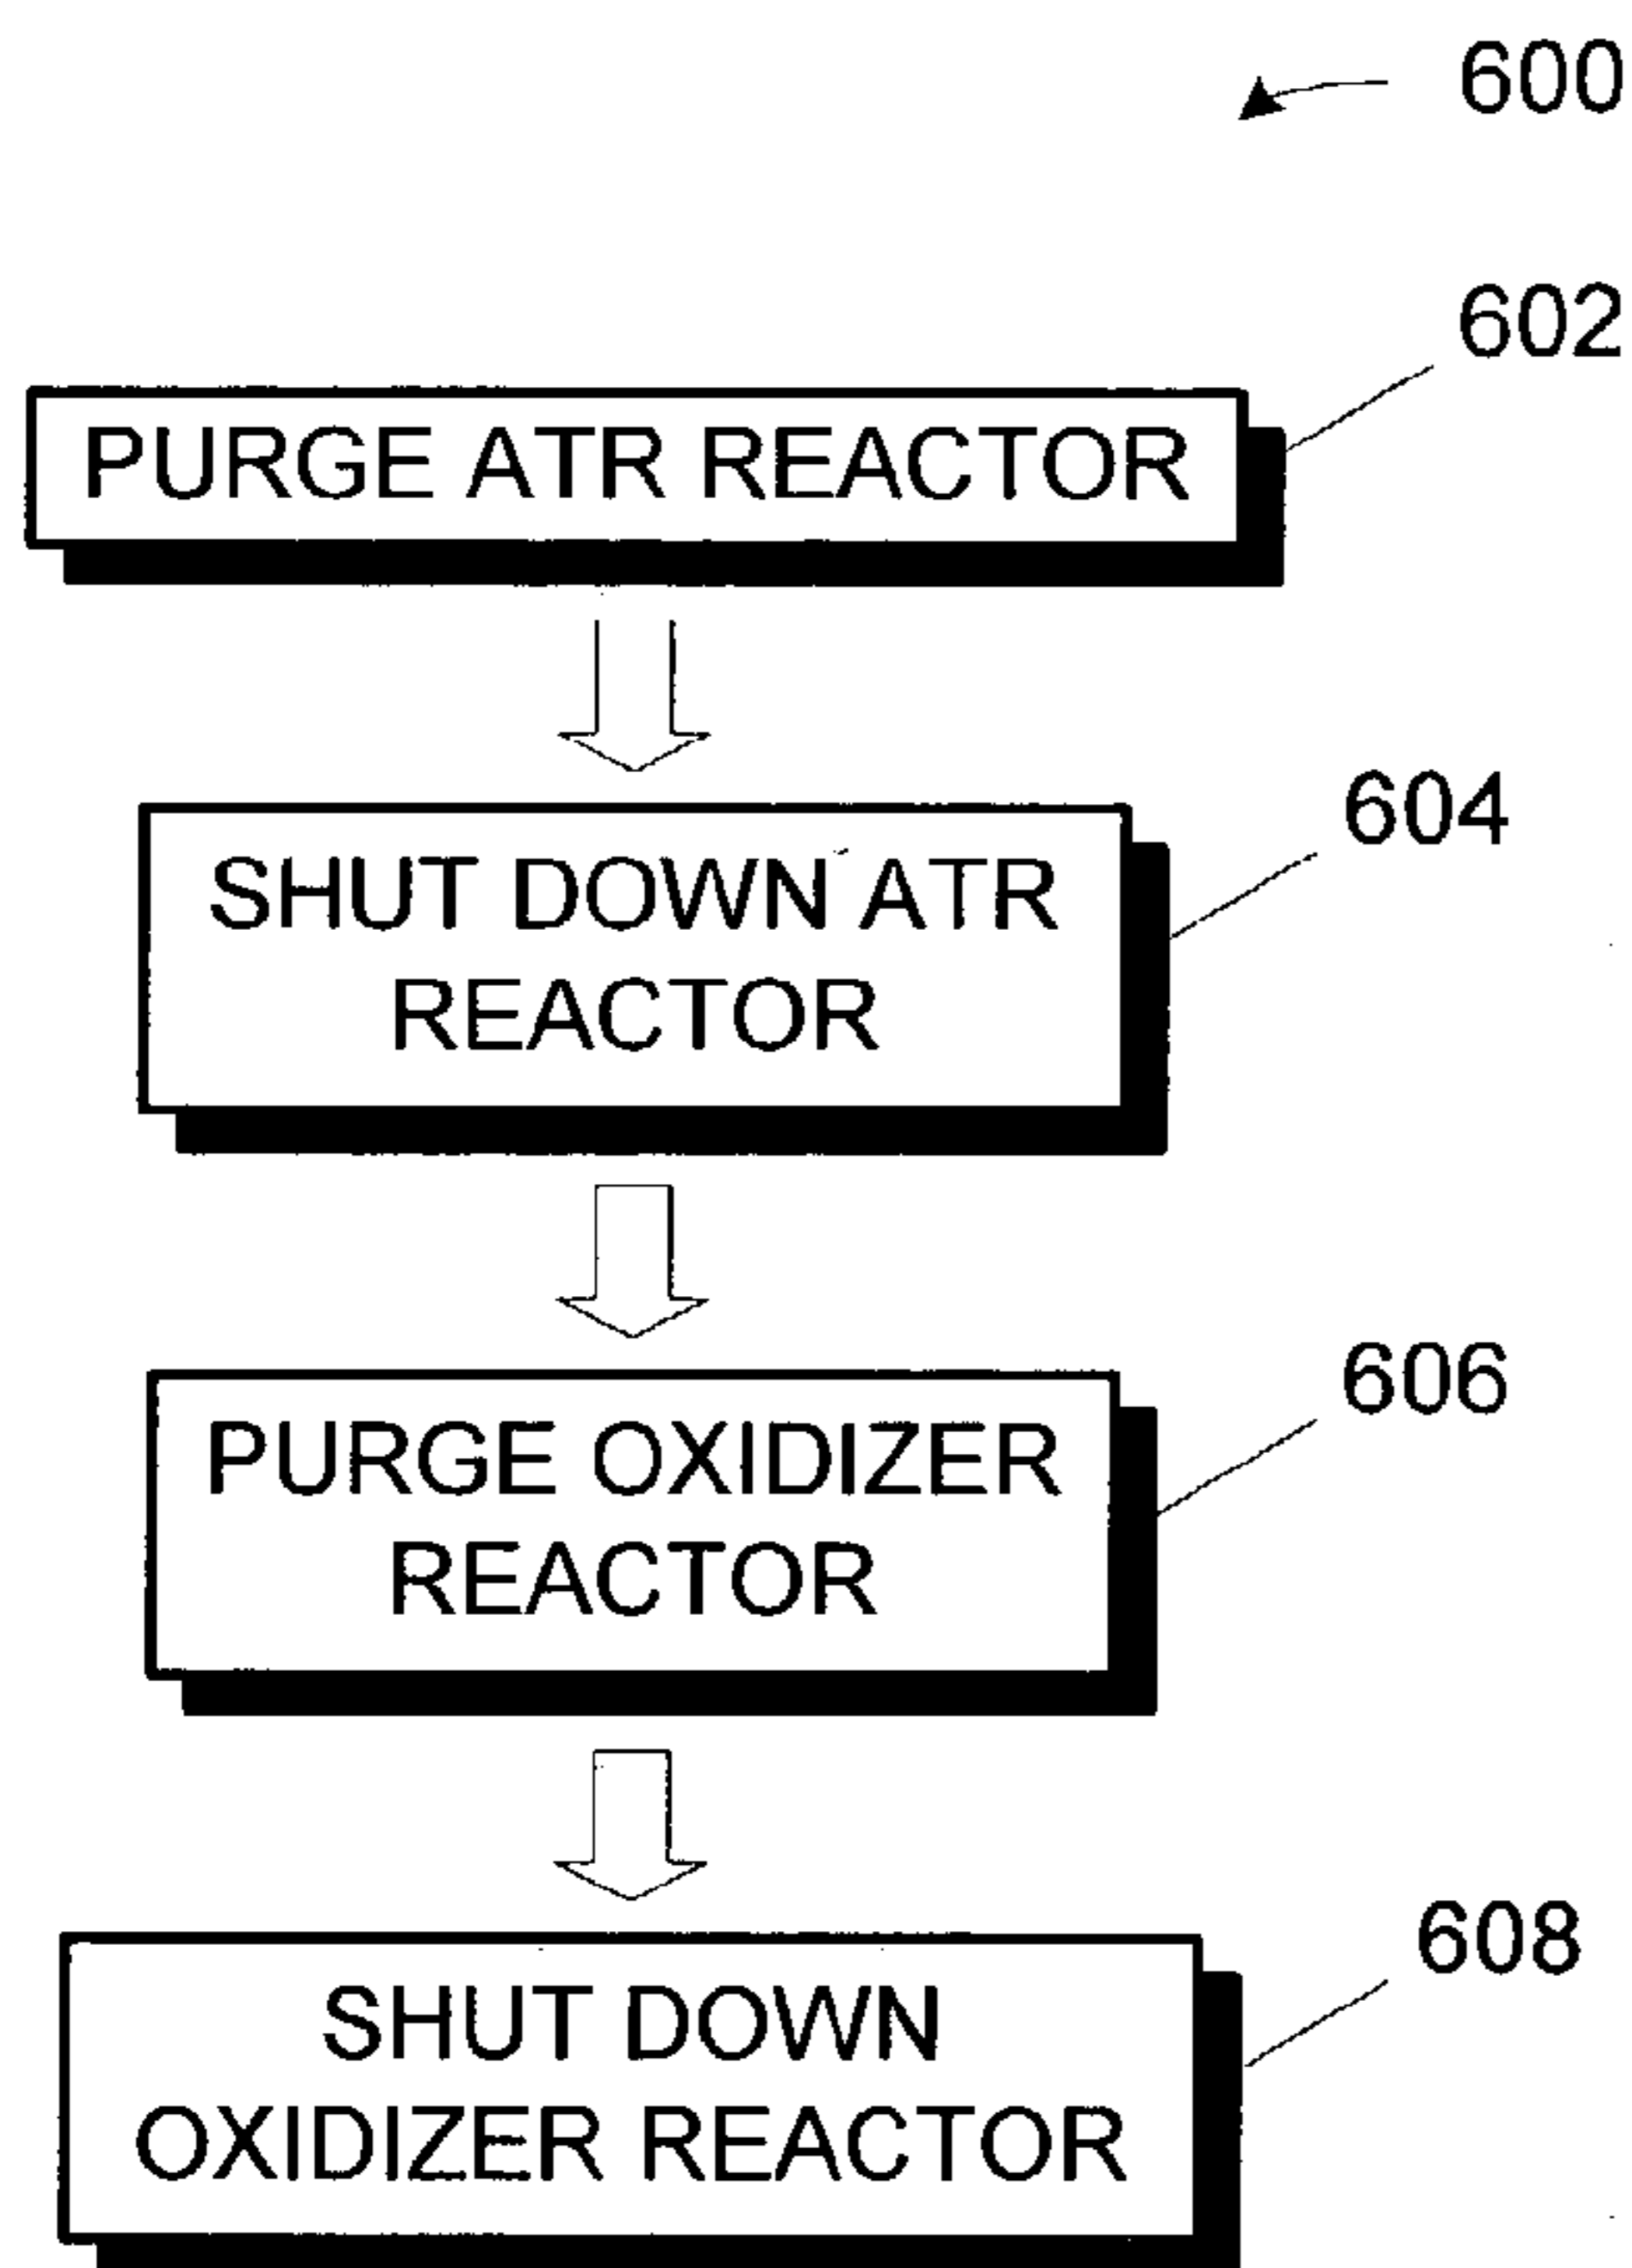 600
602
PURGE ATR REACTOR
604
SHUT DOWN ATR
REACTOR
606
PURGE OXIDIZER
REACTOR
608
SHUT DOWN
OXIDIZER REACTOR